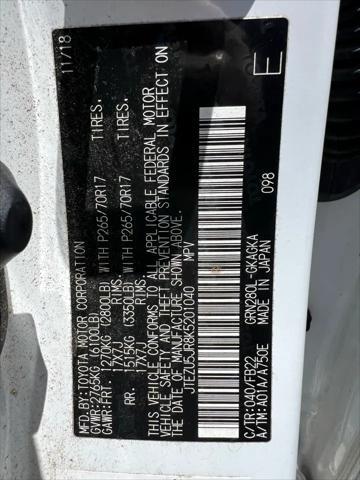 MFD.BY:TOYOTA MOTOR CORPORATION 11/18
GVWR:2765KG(6100LB)
GAWR:FRT. 1270KG(2800LB) WITH P265/70R17 TIRES.
17X7J RIMS
RR. 1515KG(3350LB) WITH P265/70R17 TIRES.
17X7.5J RIMS
THIS VEHICLE CONFORMS TO ALL APPLICABLE FEDERAL MOTOR
VEHICLE SAFETY AND THEFT PREVENTION STANDARDS IN EFFECT ON
THE DATE OF MANUFACTURE SHOWN ABOVE.
JTEZU5JR8K5201040 MPV
098 E
C/TR:040/FB22 GRN280L-GKAGKA
A/TM:A01A/A750E MADE IN JAPAN